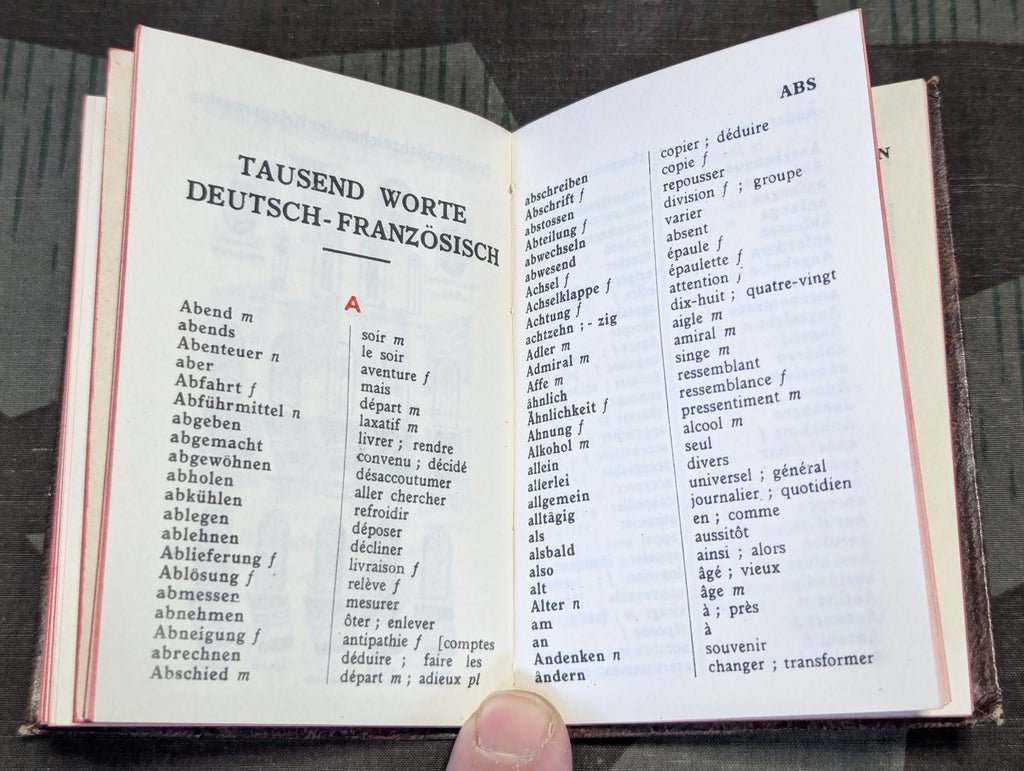 TAUSEND WORTE
DEUTSCH-FRANZÖSISCH
A
Abend m soir m
abends le soir
Abenteuer n aventure f
aber mais
Abfahrt f départ m
Abführmittel n laxatif m
abgeben livrer ; rendre
abgemacht convenu ; décidé
abgewöhnen désaccoutumer
abholen aller chercher
abkühlen refroidir
ablegen déposer
ablehnen décliner
Ablieferung f livraison f
Ablösung f relève f
abmessen mesurer
abnehmen ôter ; enlever
Abneigung f antipathie f [comptes
abrechnen déduire ; faire les
Abschied m départ m ; adieux pl
ABS
abschreiben copier ; déduire
Abschrift f copie f
abstossen repousser
Abteilung f division f ; groupe
abwechseln varier
abwesend absent
Achsel f épaule f
Achselklappe f épaulette f
Achtung f attention f
achtzehn ; - zig dix-huit ; quatre-vingt
Adler m aigle m
Admiral m amiral m
Affe m singe m
ähnlich ressemblant
Ähnlichkeit f ressemblance f
Ahnung f pressentiment m
Alkohol m alcool m
allein seul
allerlei divers
allgemein universel ; général
alltägig journalier ; quotidien
als en ; comme
alsbald aussitôt
also ainsi ; alors
alt âgé ; vieux
Alter n âge m
am à ; près
an à
Andenken n souvenir
ändern changer ; transformer
N